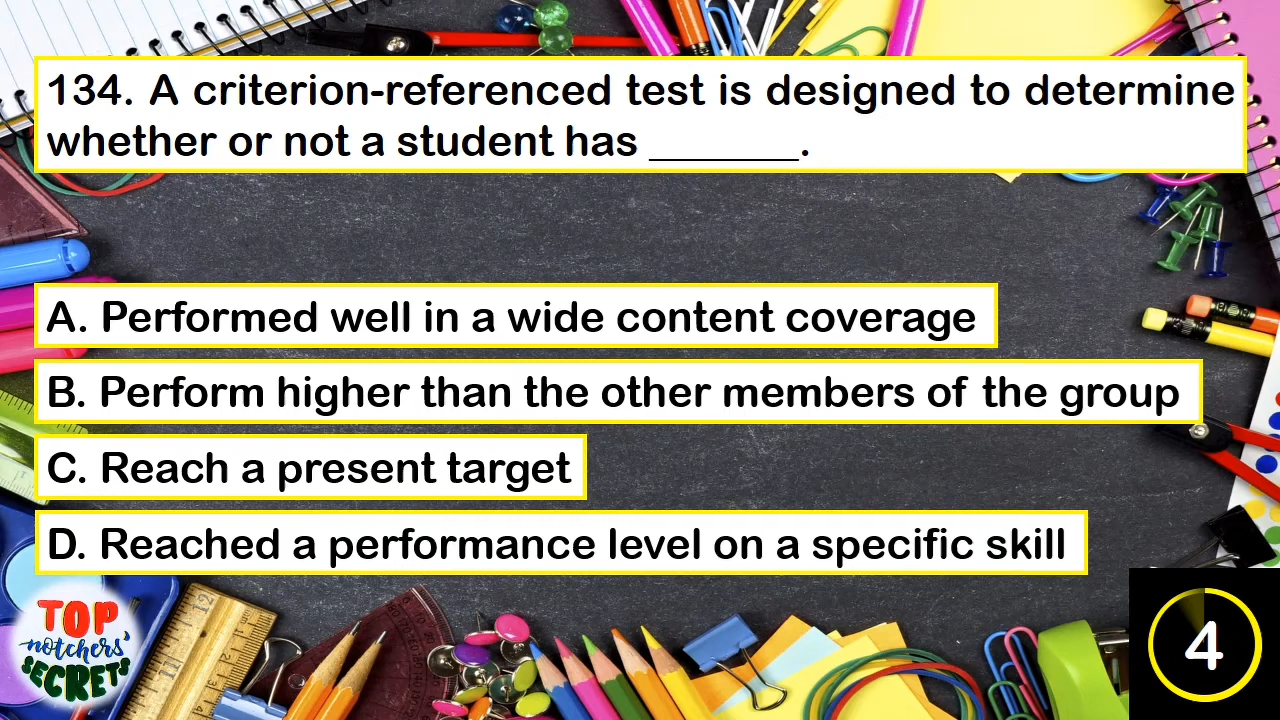 134. A criterion-referenced test is designed to determine
whether or not a student has _______.
A. Performed well in a wide content coverage
B. Perform higher than the other members of the group
C. Reach a present target
D. Reached a performance level on a specific skill
TOP
notchers'
SECRETS
4